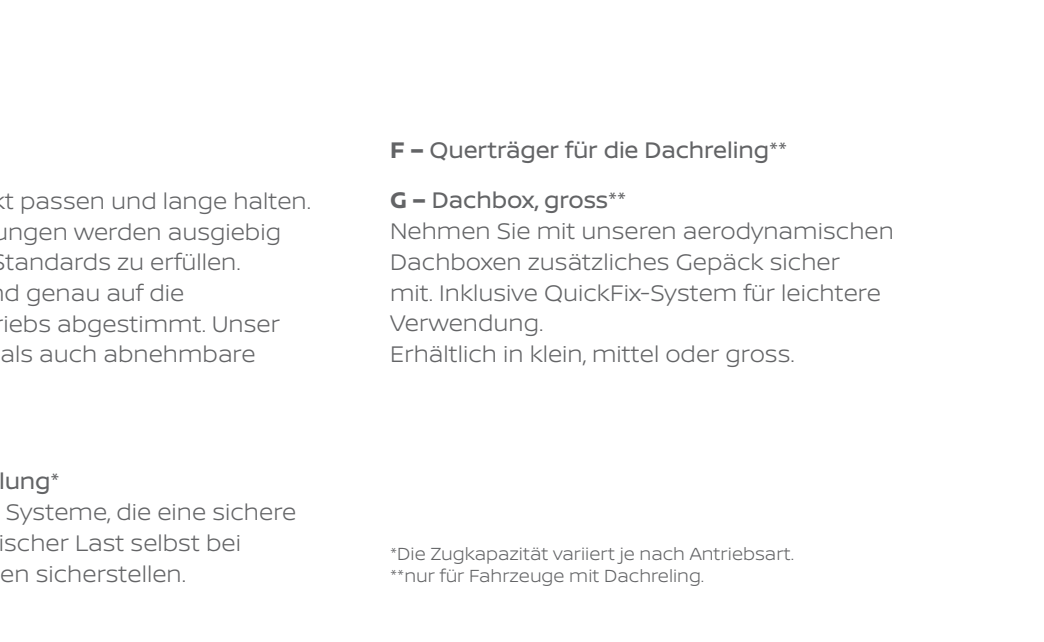 kt passen und lange halten.
ungen werden ausgiebig
Standards zu erfüllen.
nd genau auf die
riebs abgestimmt. Unser
als auch abnehmbare
lung*
Systeme, die eine sichere
ischer Last selbst bei
en sicherstellen.
F – Querträger für die Dachreling**
G – Dachbox, gross**
Nehmen Sie mit unseren aerodynamischen
Dachboxen zusätzliches Gepäck sicher
mit. Inklusive QuickFix-System für leichtere
Verwendung.
Erhältlich in klein, mittel oder gross.
*Die Zugkapazität variiert je nach Antriebsart.
**nur für Fahrzeuge mit Dachreling.